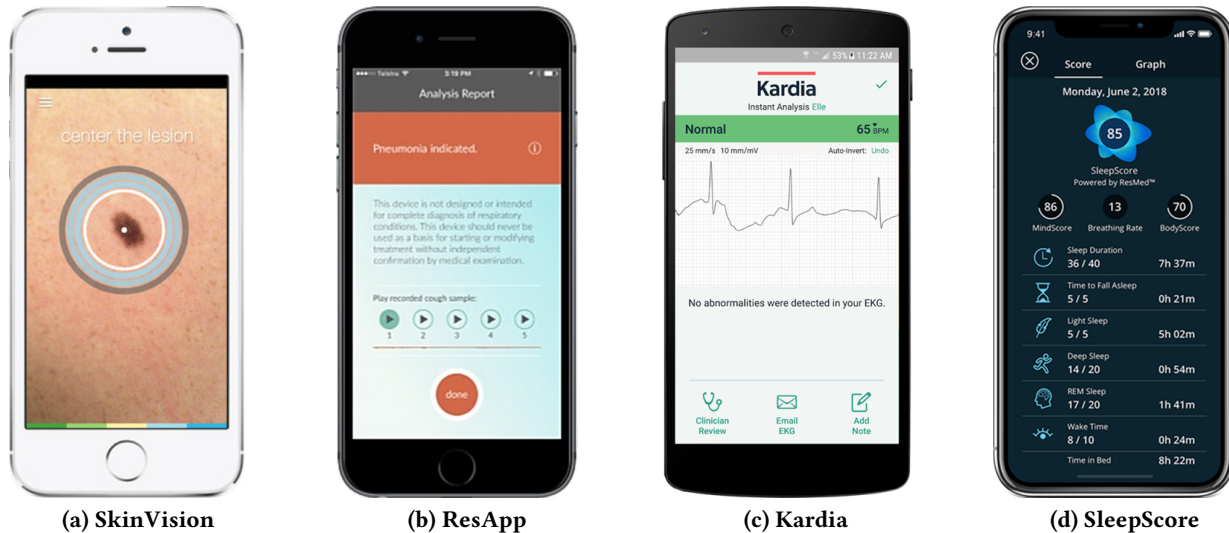 center the lesion
(a) SkinVision
Telstra
3:19 PM
Analysis Report
Pneumonia indicated.
This device is not designed or intended
for complete diagnosis of respiratory
conditions. This device should never be
used as a basis for starting or modifying
treatment without independent
confirmation by medical examination.
Play recorded cough sample:
1 2 3 4 5
done
(b) ResApp
53% 11:22 AM
Kardia
Instant Analysis Elle
Normal 65 BPM
25 mm/s 10 mm/mV Auto-Invert: Undo
No abnormalities were detected in your EKG.
Clinician Email Add
Review EKG Note
(c) Kardia
9:41
Score Graph
Monday, June 2, 2018
85
SleepScore
Powered by ResMed™
86 13 70
MindScore Breathing Rate BodyScore
Sleep Duration
36 / 40 7h 37m
Time to Fall Asleep
5 / 5 0h 21m
Light Sleep
5 / 5 5h 02m
Deep Sleep
14 / 20 0h 54m
REM Sleep
17 / 20 1h 41m
Wake Time
8 / 10 0h 24m
Time in Bed 8h 22m
(d) SleepScore